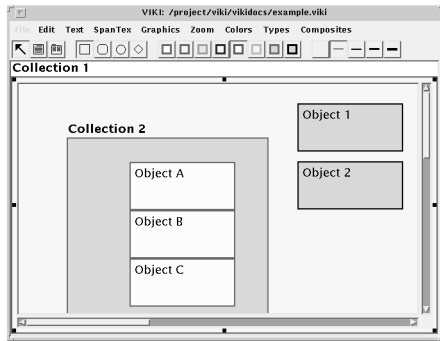 VIKI: /project/viki/vikidocs/example.viki
File Edit Text SpanTex Graphics Zoom Colors Types Composites
Collection 1
Object 1
Collection 2
Object A
Object 2
Object B
Object C